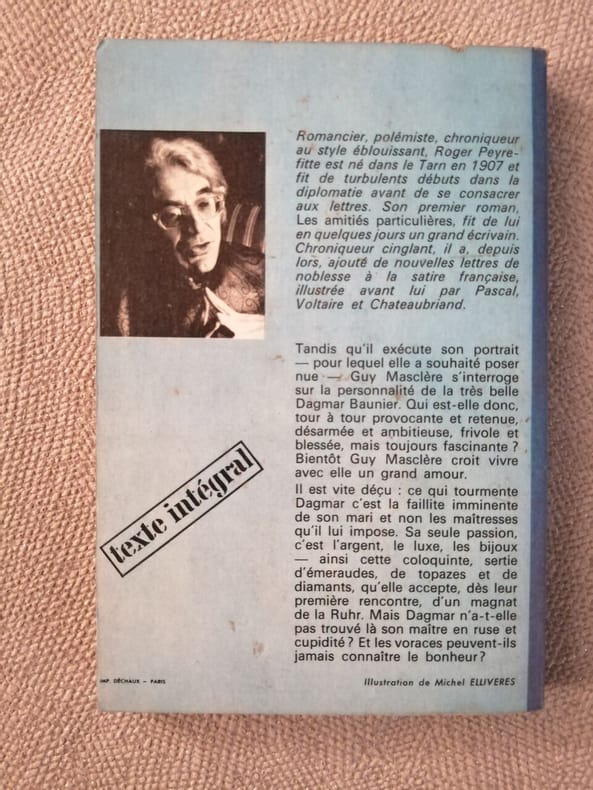 Romancier, polémiste, chroniqueur
au style éblouissant, Roger Peyre-
fitte est né dans le Tarn en 1907 et
fit de turbulents débuts dans la
diplomatie avant de se consacrer
aux lettres. Son premier roman,
Les amitiés particulières, fit de lui
en quelques jours un grand écrivain.
Chroniqueur cinglant, il a, depuis
lors, ajouté de nouvelles lettres de
noblesse à la satire française,
illustrée avant lui par Pascal,
Voltaire et Chateaubriand.
Tandis qu'il exécute son portrait
— pour lequel elle a souhaité poser
nue — Guy Masclère s'interroge
sur la personnalité de la très belle
Dagmar Baunier. Qui est-elle donc,
tour à tour provocante et retenue,
désarmée et ambitieuse, frivole et
blessée, mais toujours fascinante ?
Bientôt Guy Masclère croit vivre
avec elle un grand amour.
Il est vite déçu : ce qui tourmente
Dagmar c'est la faillite imminente
de son mari et non les maîtresses
qu'il lui impose. Sa seule passion,
c'est l'argent, le luxe, les bijoux
— ainsi cette coloquinte, sertie
d'émeraudes, de topazes et de
diamants, qu'elle accepte, dès leur
première rencontre, d'un magnat
de la Ruhr. Mais Dagmar n'a-t-elle
pas trouvé là son maître en ruse et
cupidité ? Et les voraces peuvent-ils
jamais connaître le bonheur ?
texte intégral
IMP. DÉCHAUX – PARIS
Illustration de Michel ELLIVERES